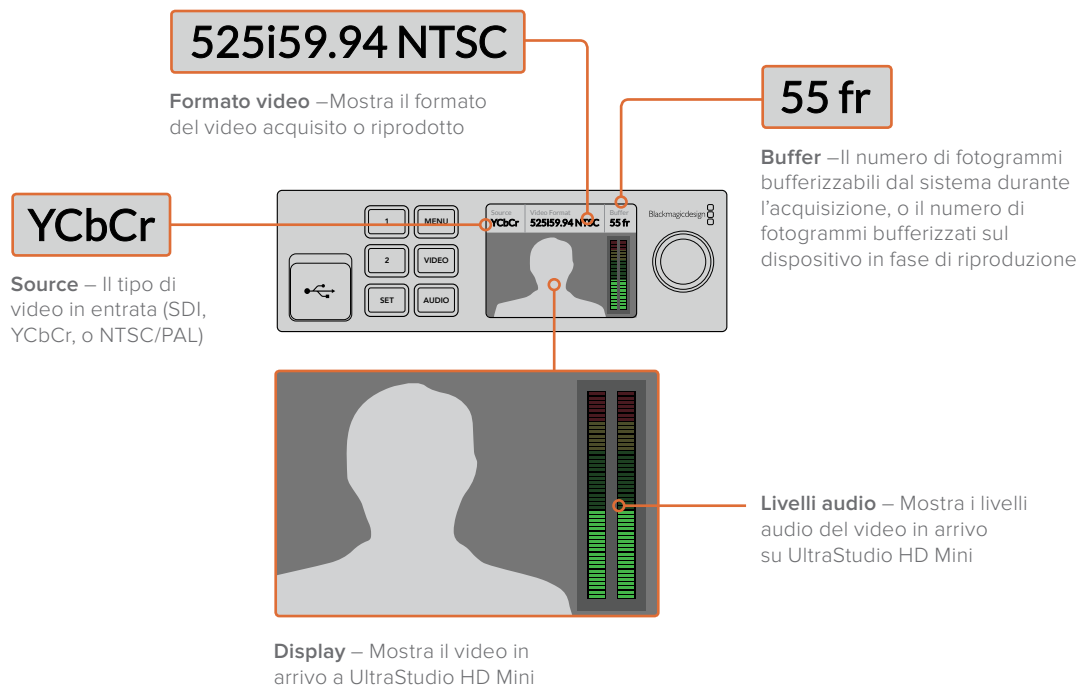 525i59.94 NTSC
Formato video –Mostra il formato
del video acquisito o riprodotto
55 fr
Buffer –Il numero di fotogrammi
bufferizzabili dal sistema durante
l'acquisizione, o il numero di
fotogrammi bufferizzati sul
dispositivo in fase di riproduzione
YCbCr
Source – Il tipo di
video in entrata (SDI,
YCbCr, o NTSC/PAL)
1
MENU
2
VIDEO
SET
AUDIO
Source
YCbCr
Video Format
525i59.94 NTSC
Buffer
55 fr
Blackmagicdesign
Livelli audio – Mostra i livelli
audio del video in arrivo
su UltraStudio HD Mini
Display – Mostra il video in
arrivo a UltraStudio HD Mini